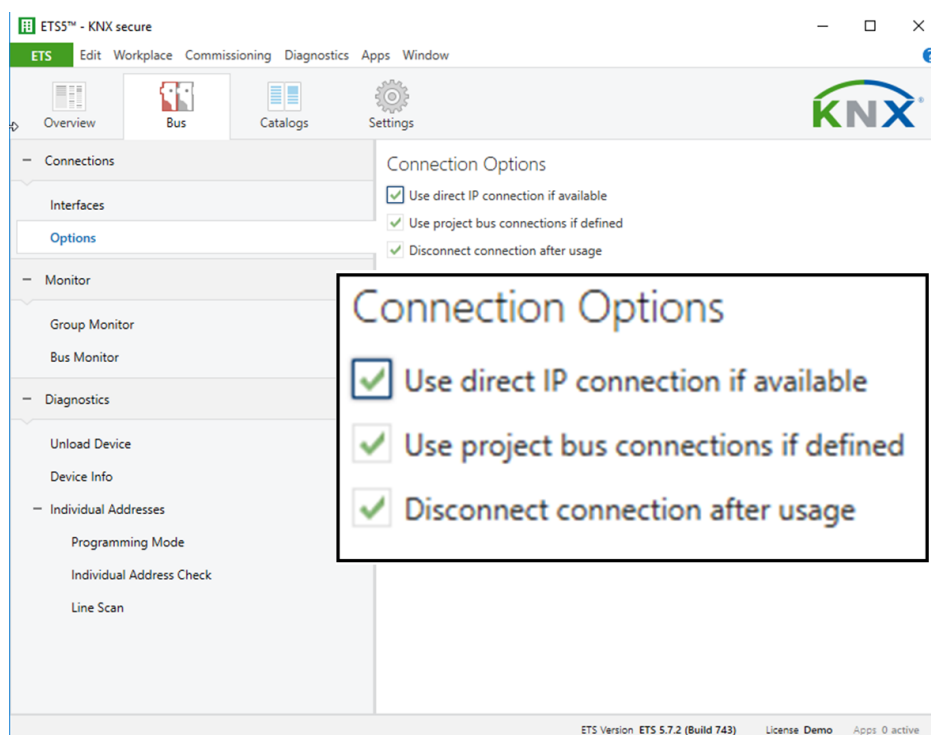 ETS5™ - KNX secure
ETS Edit Workplace Commissioning Diagnostics Apps Window
Overview Bus Catalogs Settings
KNX
Connections
Interfaces
Options
Monitor
Group Monitor
Bus Monitor
Diagnostics
Unload Device
Device Info
Individual Addresses
Programming Mode
Individual Address Check
Line Scan
Connection Options
Use direct IP connection if available
Use project bus connections if defined
Disconnect connection after usage
Connection Options
Use direct IP connection if available
Use project bus connections if defined
Disconnect connection after usage
ETS Version ETS 5.7.2 (Build 743) License Demo Apps 0 active